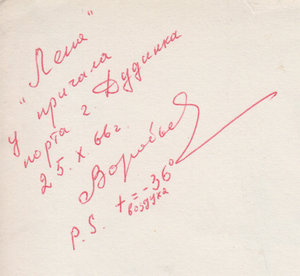 "Лена"
у причала
порта г. Дудинка
25. X 66г.
Воробьев
P.S. t = -36°
воздуха